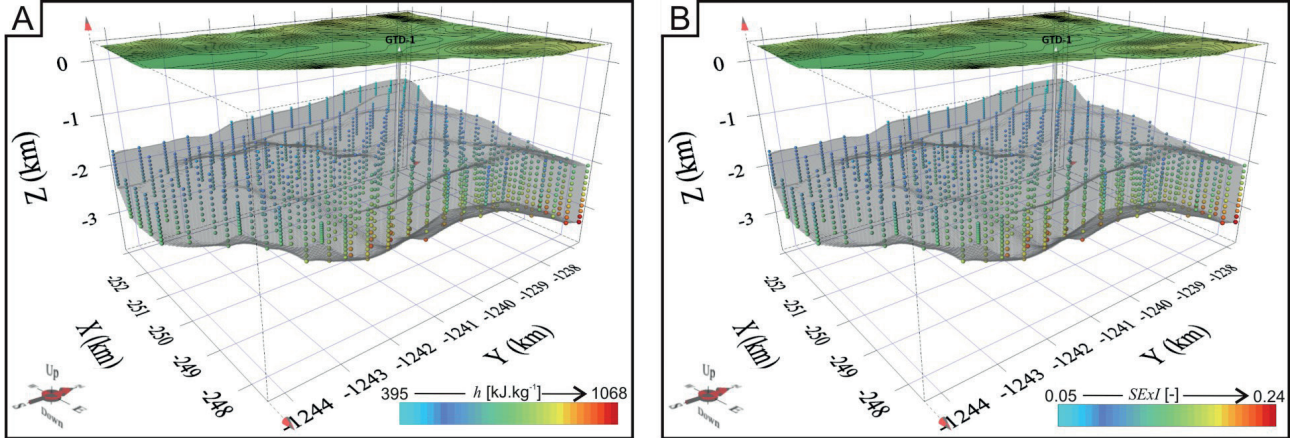 A
GTD-1
0
-1
-2
-3
Z (km)
-252
-251
-250
-249
-248
X (km)
-1238
-1239
-1240
-1241
-1242
-1243
-1244
Y (km)
Up
S
E
Down
395 h [kJ.kg⁻¹] 1068
B
GTD-1
0
-1
-2
-3
Z (km)
-252
-251
-250
-249
-248
X (km)
-1238
-1239
-1240
-1241
-1242
-1243
-1244
Y (km)
Up
S
E
Down
0.05 SExI [-] 0.24